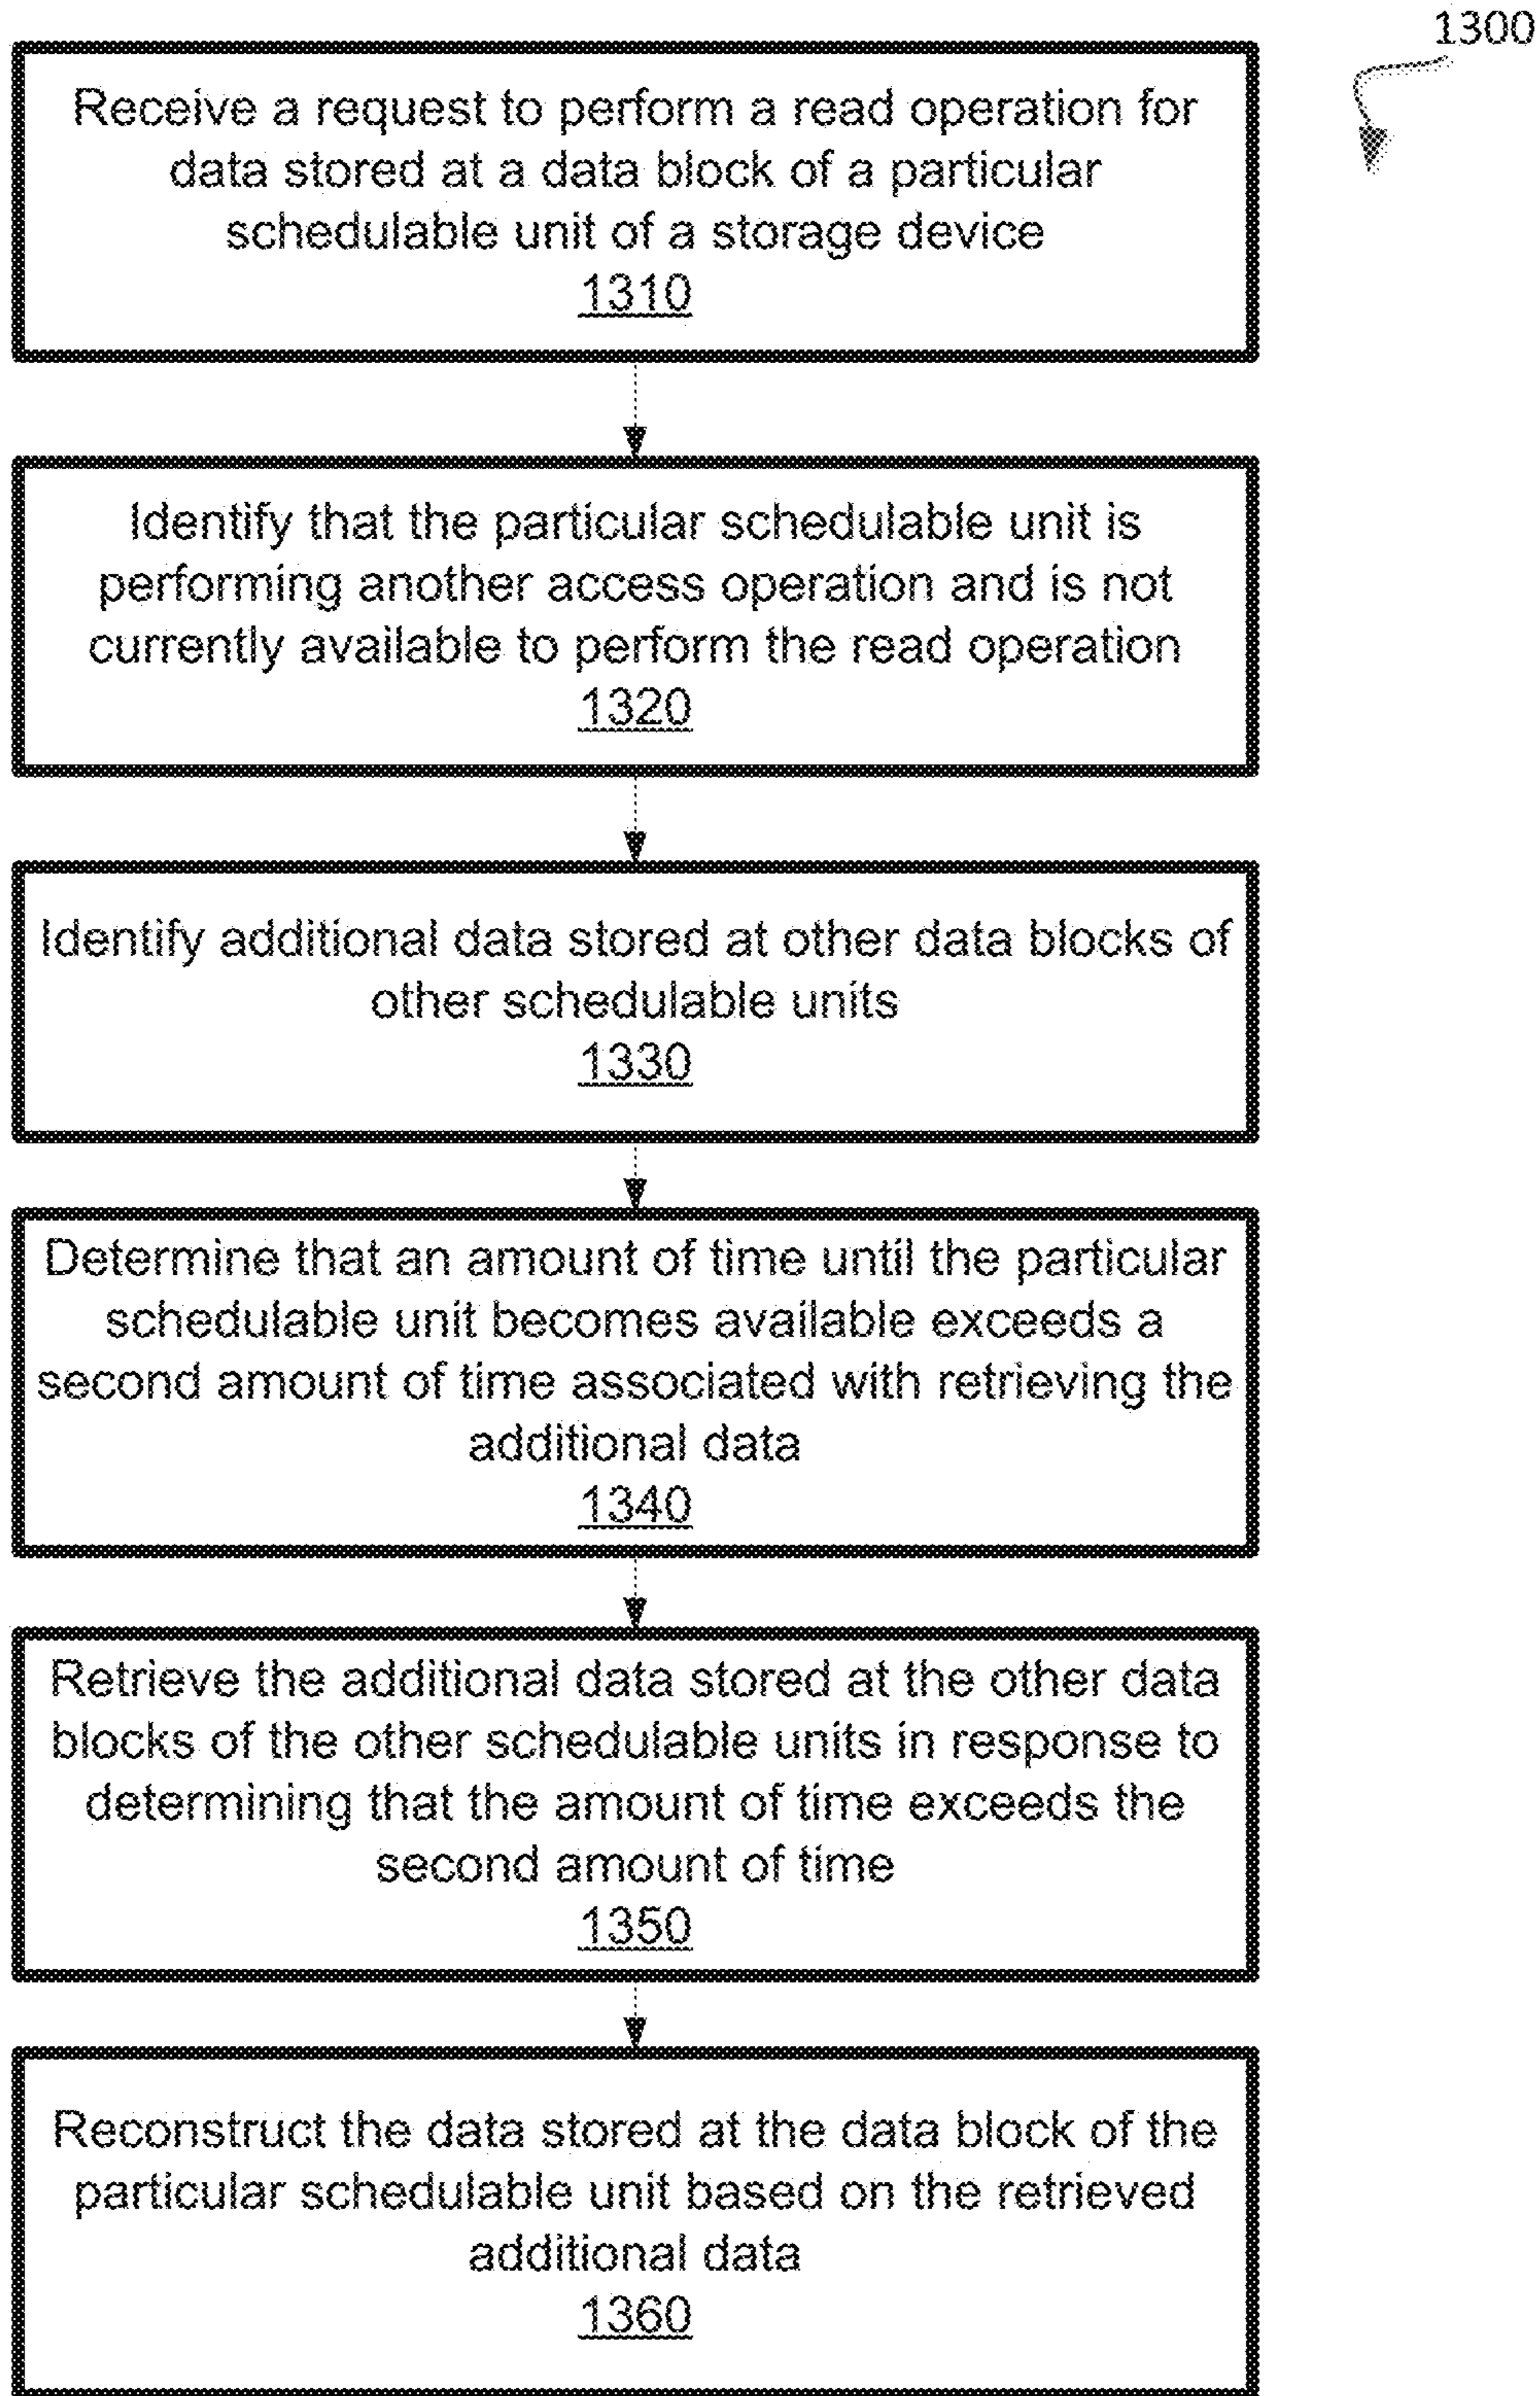 1300
Receive a request to perform a read operation for
data stored at a data block of a particular
schedulable unit of a storage device
1310
Identify that the particular schedulable unit is
performing another access operation and is not
currently available to perform the read operation
1320
Identify additional data stored at other data blocks of
other schedulable units
1330
Determine that an amount of time until the particular
schedulable unit becomes available exceeds a
second amount of time associated with retrieving the
additional data
1340
Retrieve the additional data stored at the other data
blocks of the other schedulable units in response to
determining that the amount of time exceeds the
second amount of time
1350
Reconstruct the data stored at the data block of the
particular schedulable unit based on the retrieved
additional data
1360